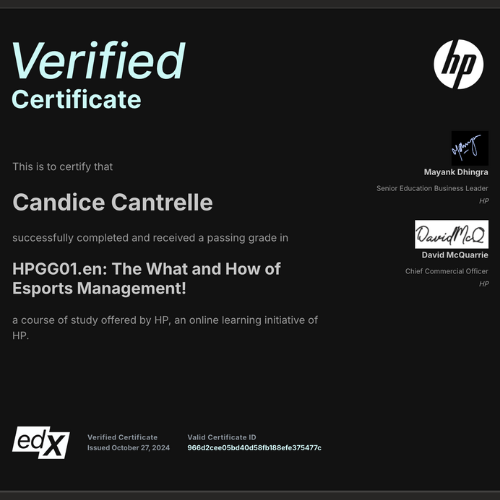 Verified
Certificate
hp
Mayank Dhingra
Senior Education Business Leader
HP
This is to certify that
Candice Cantrelle
DavidMcQ
David McQuarrie
Chief Commercial Officer
HP
successfully completed and received a passing grade in
HPGG01.en: The What and How of
Esports Management!
a course of study offered by HP, an online learning initiative of
HP.
edX
Verified Certificate
Issued October 27, 2024
Valid Certificate ID
966d2cee05bd40d58fb188efe375477c